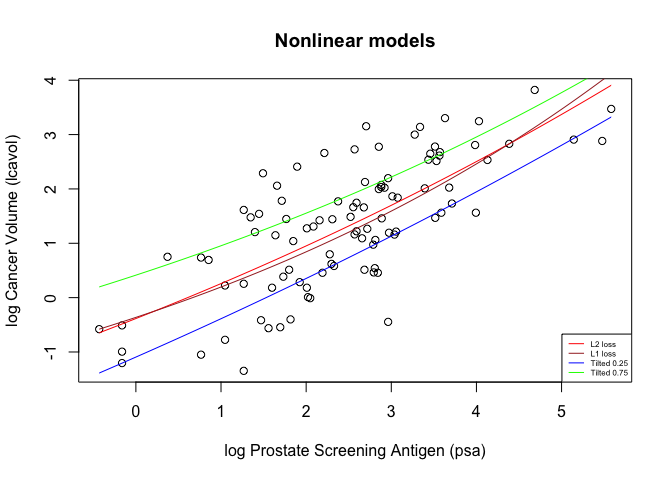 Nonlinear models
log Cancer Volume (lcavol)
4
3
2
1
0
-1
0 1 2 3 4 5
log Prostate Screening Antigen (psa)
L2 loss
L1 loss
Tilted 0.25
Tilted 0.75